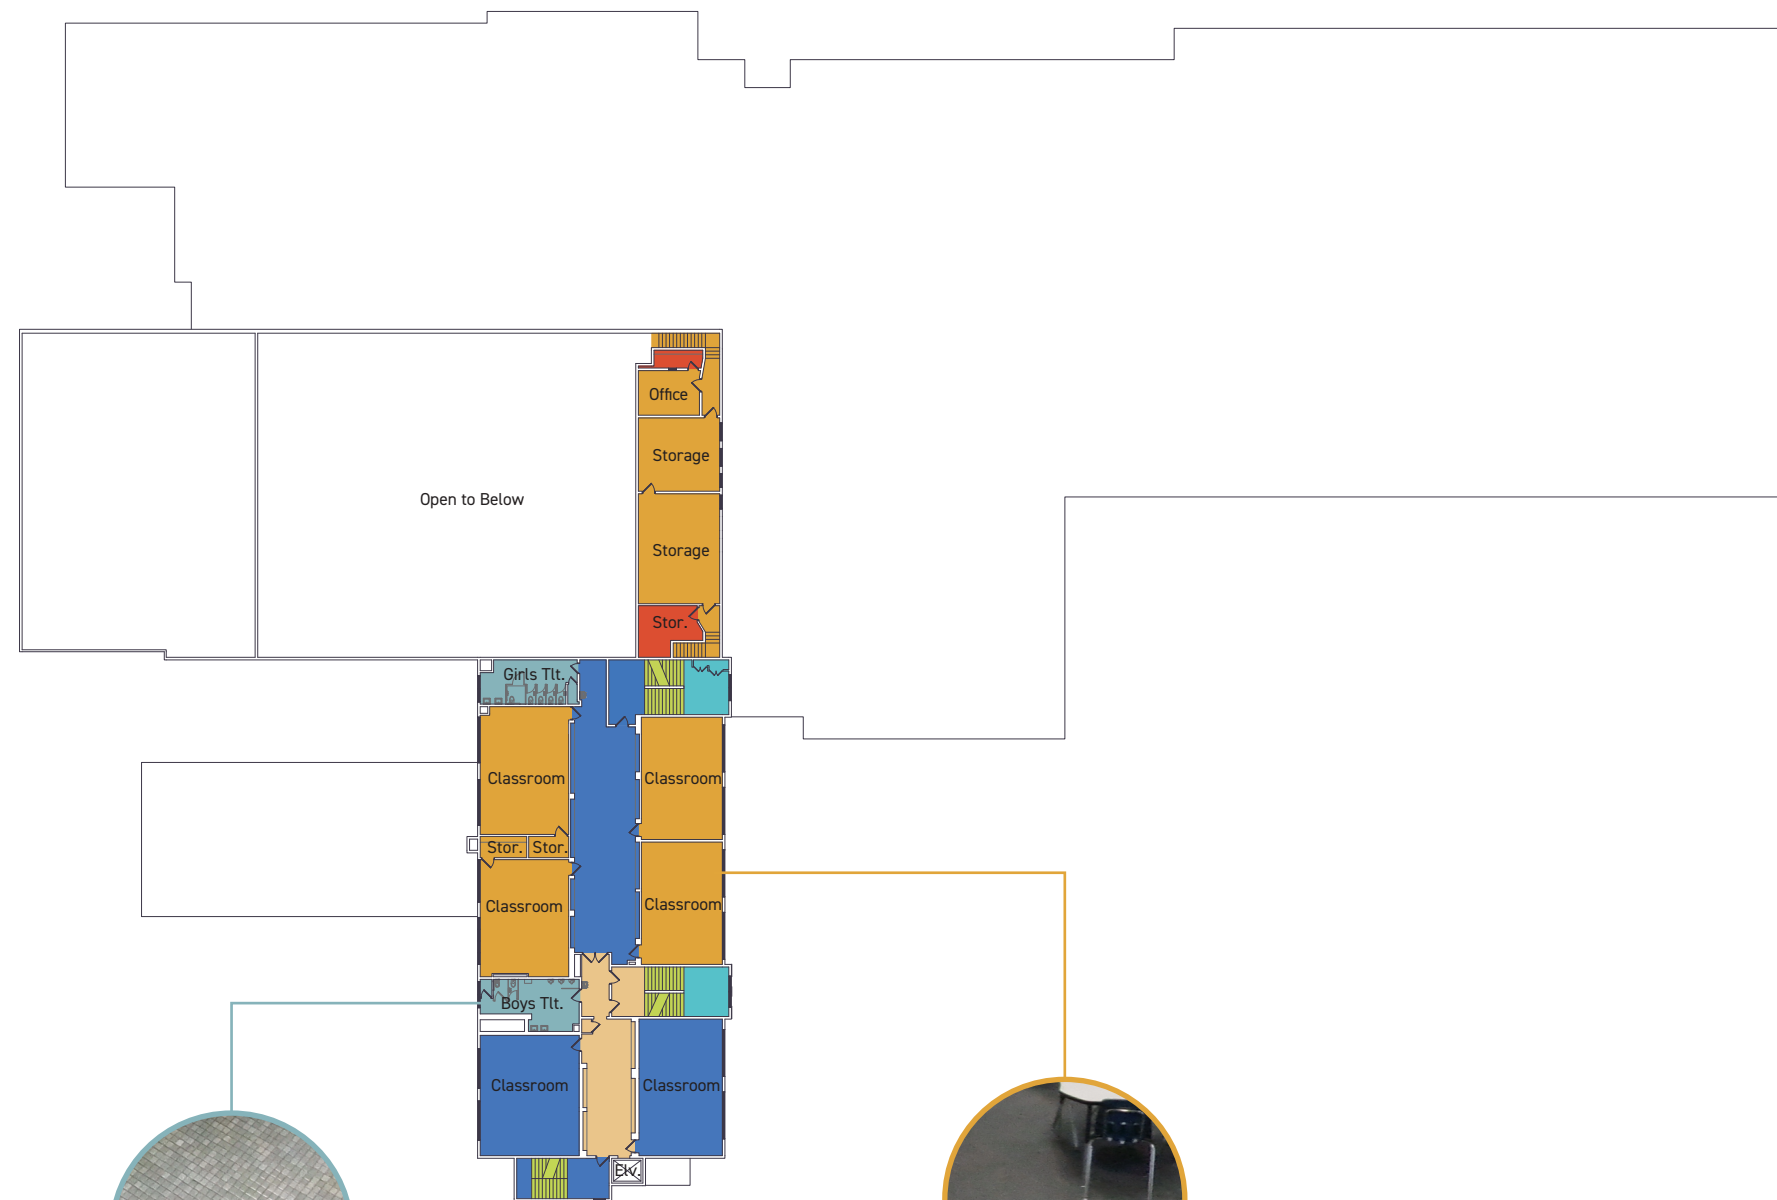 Office
Storage
Open to Below
Storage
Stor.
Girls Tlt.
Classroom
Classroom
Stor.
Stor.
Classroom
Classroom
Boys Tlt.
Classroom
Classroom
Elv.